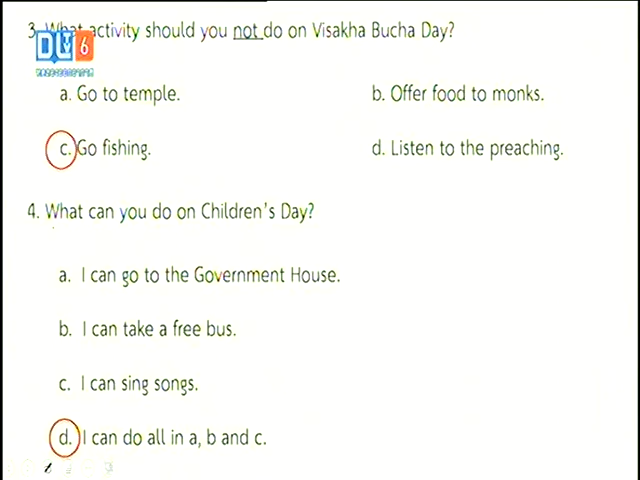 3. What activity should you not do on Visakha Bucha Day?
DL 6
a. Go to temple.
b. Offer food to monks.
c. Go fishing.
d. Listen to the preaching.
4. What can you do on Children's Day?
a. I can go to the Government House.
b. I can take a free bus.
c. I can sing songs.
d. I can do all in a, b and c.